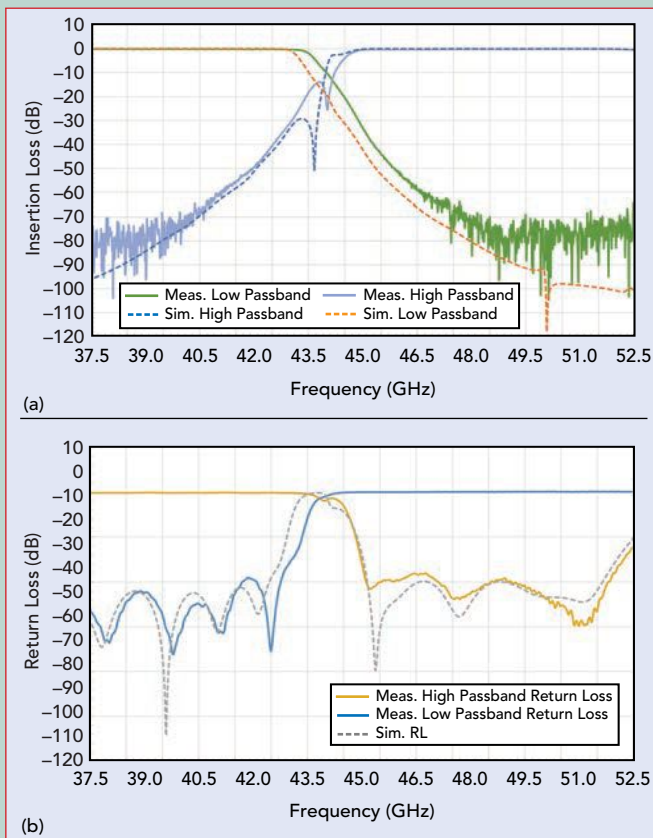 10
0
−10
−20
−30
−40
−50
−60
−70
−80
−90
−100
−110
−120
Insertion Loss (dB)
Meas. Low Passband
Meas. High Passband
Sim. High Passband
Sim. Low Passband
37.5 39.0 40.5 42.0 43.5 45.0 46.5 48.0 49.5 51.0 52.5
Frequency (GHz)
(a)
10
0
−10
−20
−30
−40
−50
−60
−70
−80
−90
−100
−110
−120
Return Loss (dB)
Meas. High Passband Return Loss
Meas. Low Passband Return Loss
Sim. RL
37.5 39.0 40.5 42.0 43.5 45.0 46.5 48.0 49.5 51.0 52.5
Frequency (GHz)
(b)